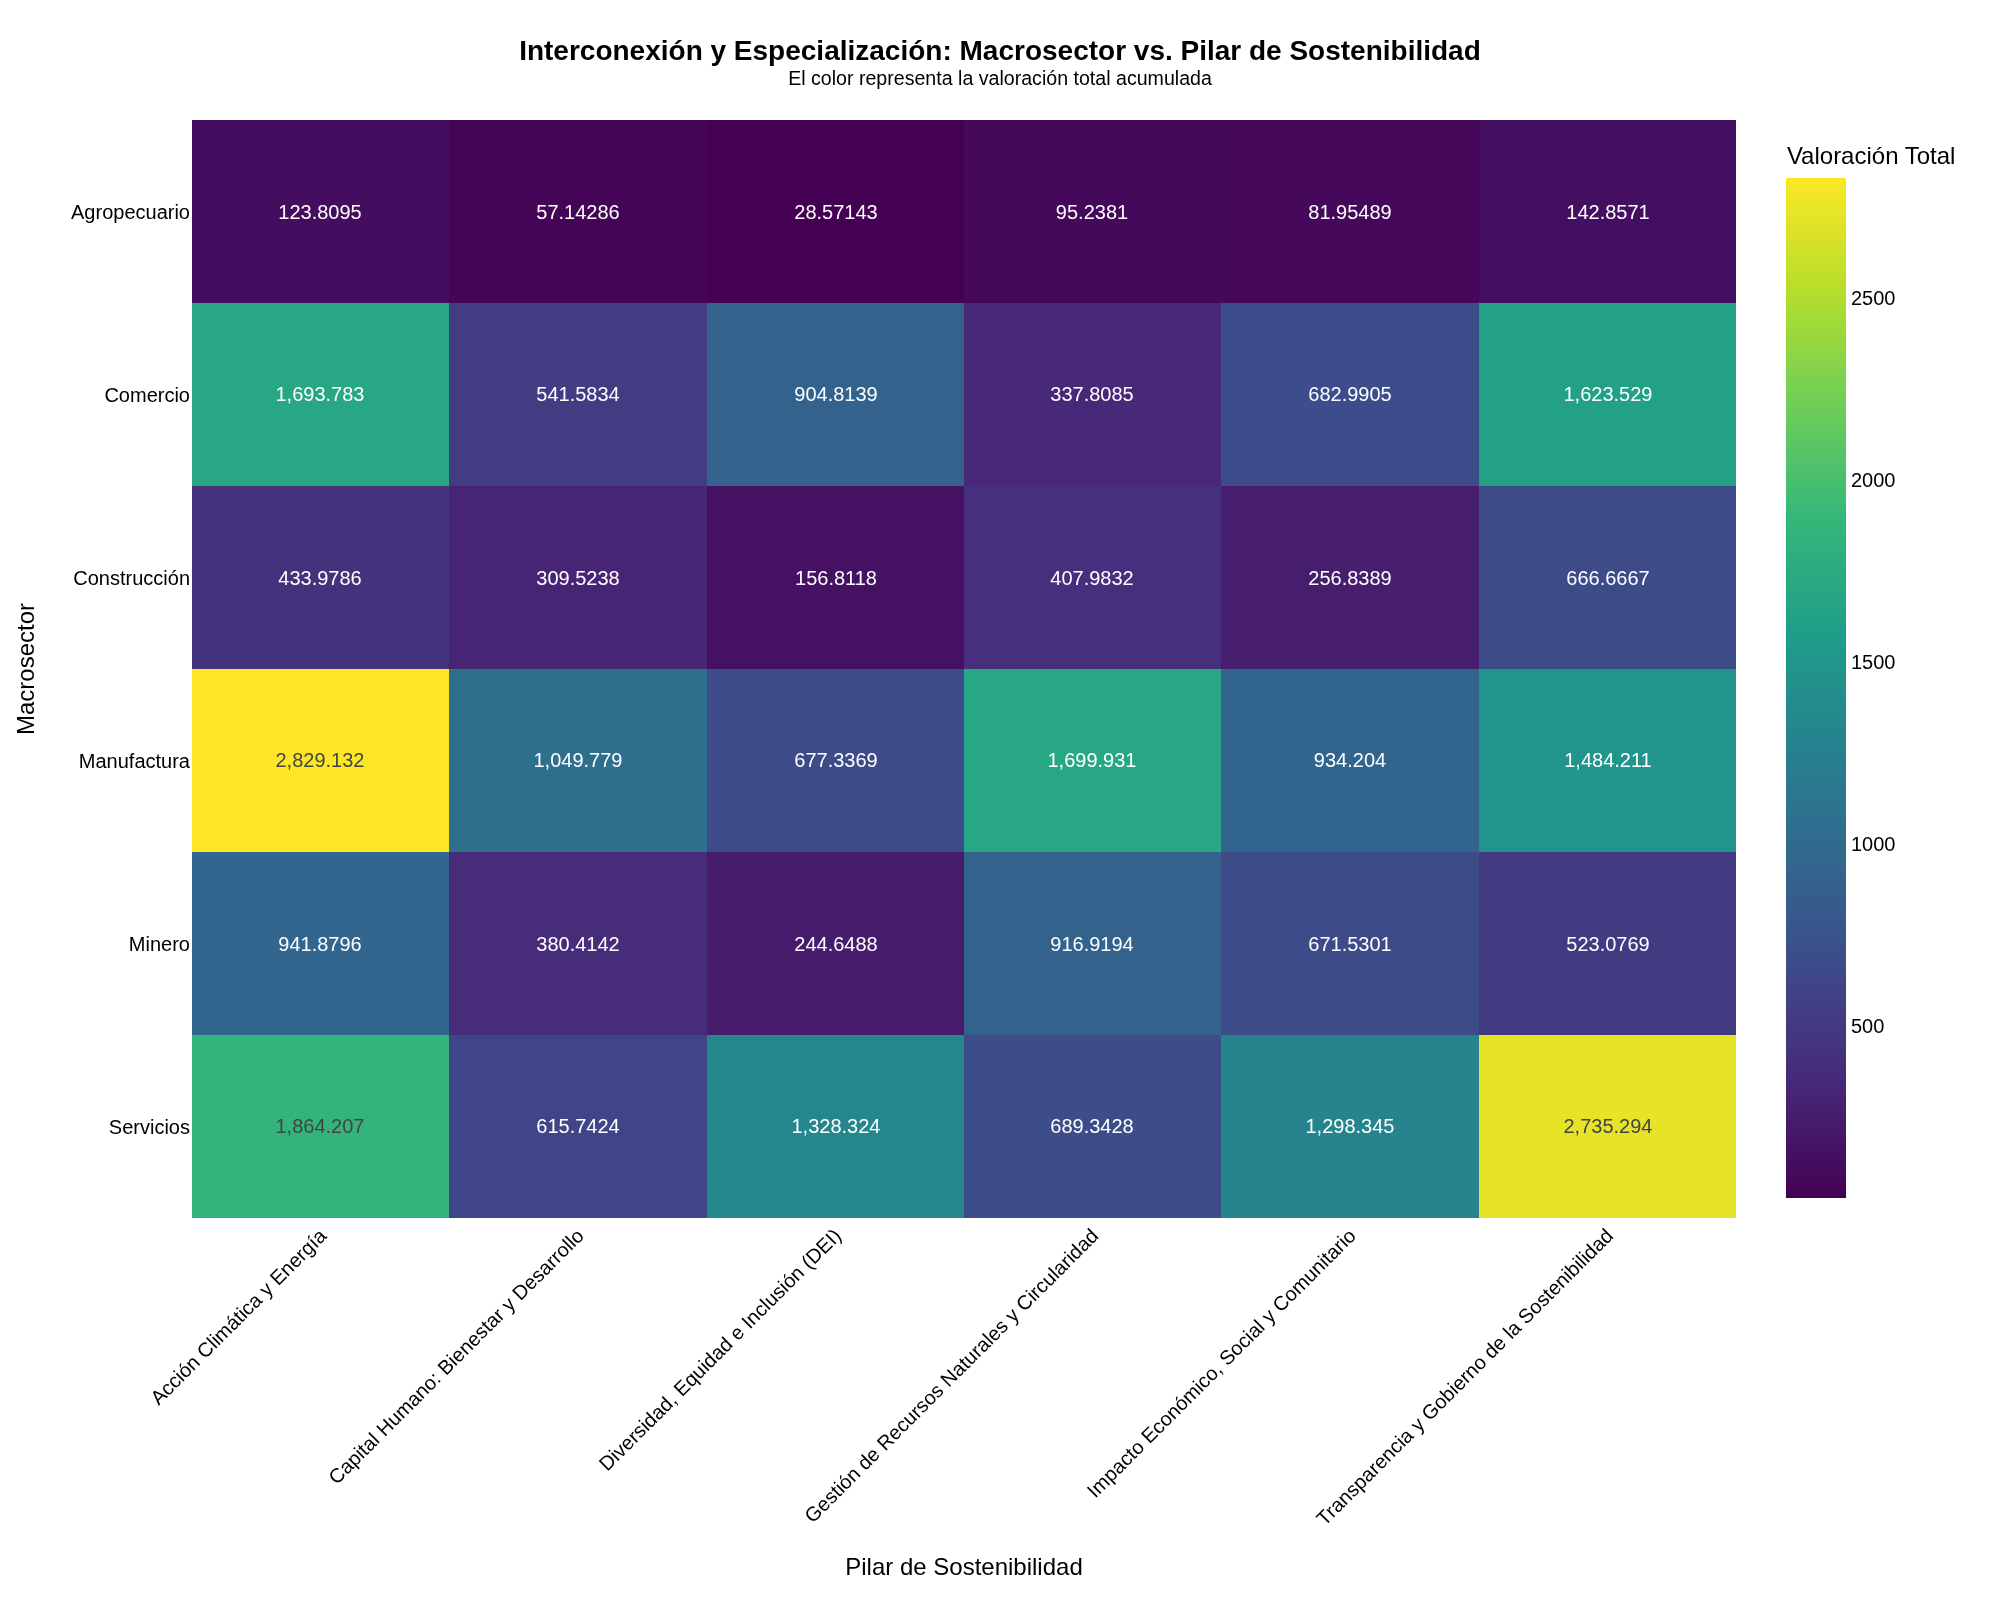 Interconexión y Especialización: Macrosector vs. Pilar de Sostenibilidad
El color representa la valoración total acumulada
Valoración Total
2500
2000
1500
1000
500
Macrosector
Agropecuario 123.8095 57.14286 28.57143 95.2381 81.95489 142.8571
Comercio 1,693.783 541.5834 904.8139 337.8085 682.9905 1,623.529
Construcción 433.9786 309.5238 156.8118 407.9832 256.8389 666.6667
Manufactura 2,829.132 1,049.779 677.3369 1,699.931 934.204 1,484.211
Minero 941.8796 380.4142 244.6488 916.9194 671.5301 523.0769
Servicios 1,864.207 615.7424 1,328.324 689.3428 1,298.345 2,735.294
Acción Climática y Energía
Capital Humano: Bienestar y Desarrollo
Diversidad, Equidad e Inclusión (DEI)
Gestión de Recursos Naturales y Circularidad
Impacto Económico, Social y Comunitario
Transparencia y Gobierno de la Sostenibilidad
Pilar de Sostenibilidad